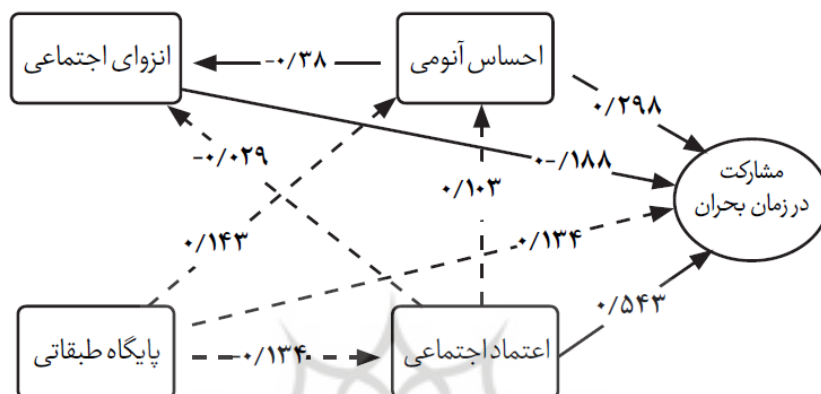 انزوای اجتماعی
-۰/۳۸
احساس آنومی
۰/۲۹۸
-۰/۰۲۹
۰-/۱۸۸
۰/۱۰۳
مشارکت
در زمان بحران
۰/۱۴۳
۰/۱۳۴
۰/۵۴۳
پایگاه طبقاتی
-۰/۱۳۴
اعتماد اجتماعی